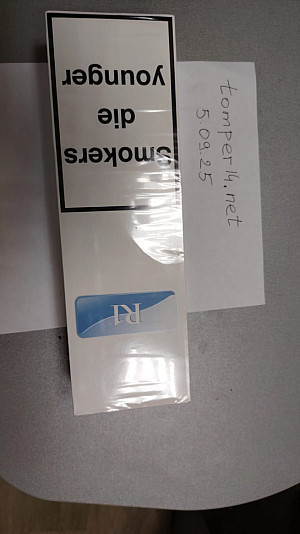 Smokers
die
younger
R1
tomper14.net
5.09.25